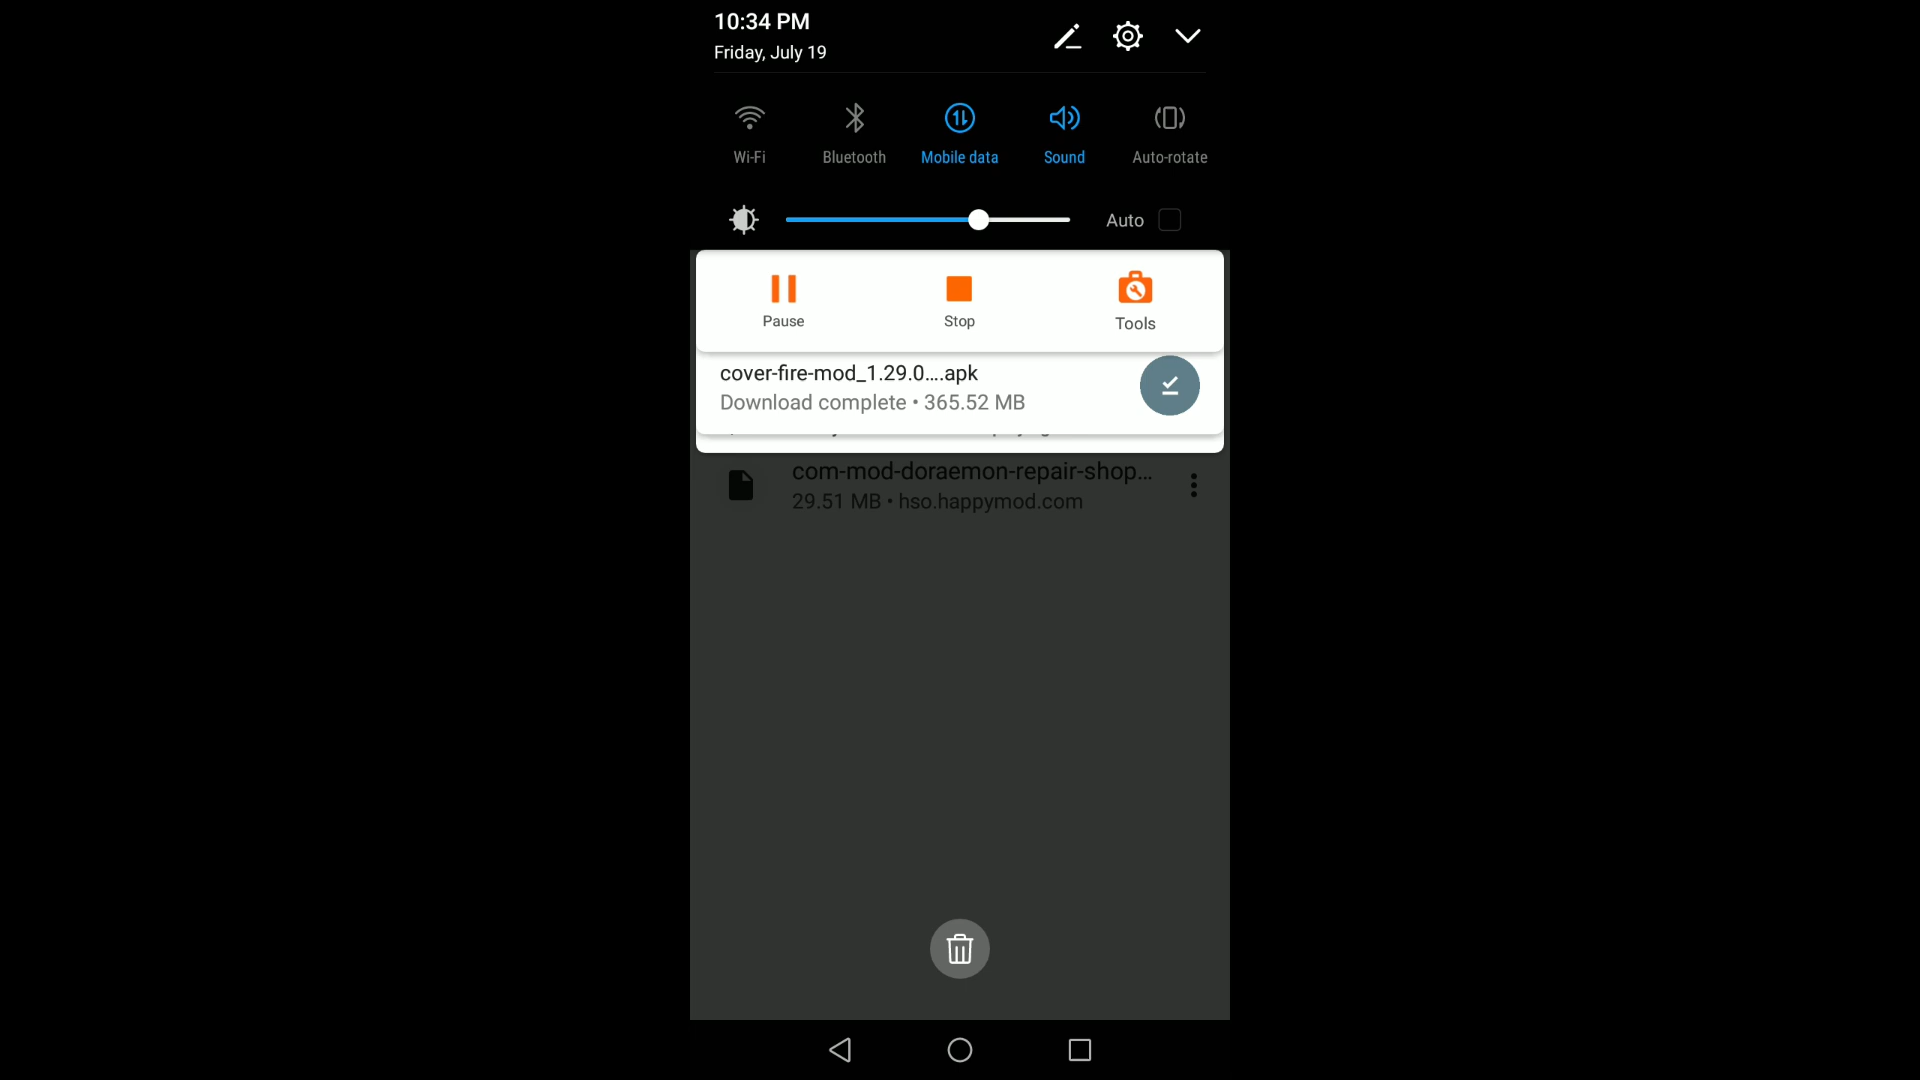 10:34 PM
Friday, July 19
Wi-Fi
Bluetooth
Mobile data
Sound
Auto-rotate
Auto
Pause
Stop
Tools
cover-fire-mod_1.29.0....apk
Download complete • 365.52 MB
com-mod-doraemon-repair-shop...
29.51 MB • hso.happymod.com